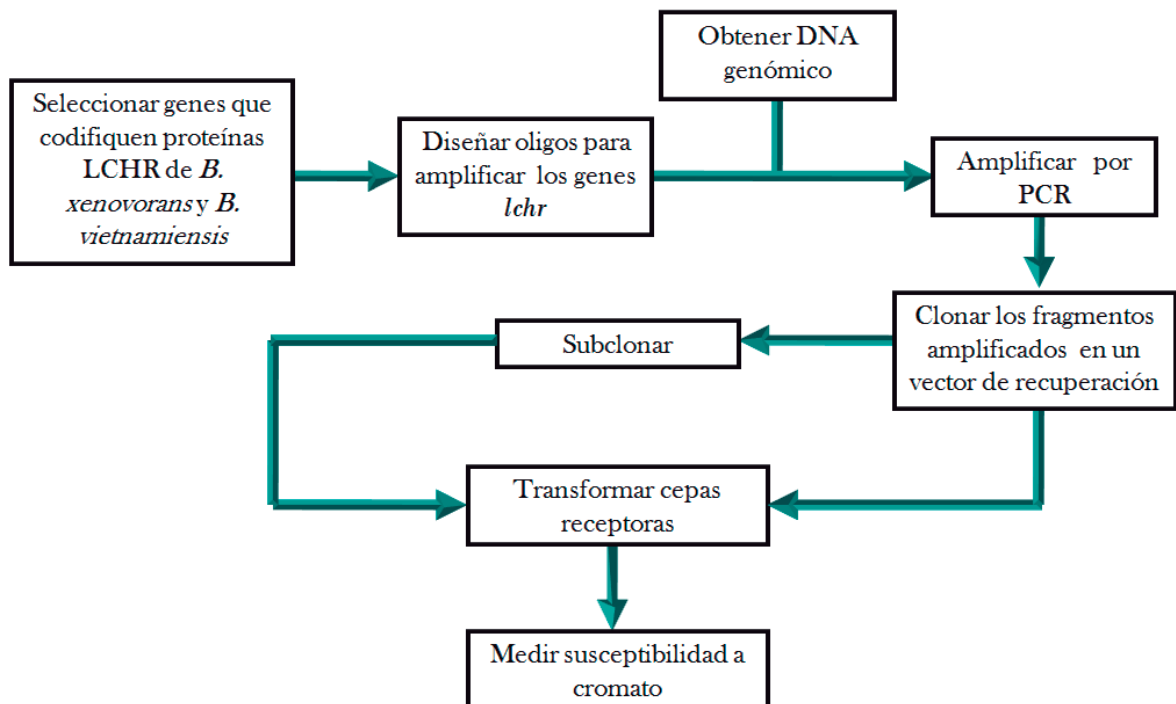 Seleccionar genes que
codifiquen proteínas
LCHR de B.
xenovorans y B.
vietnamiensis
Diseñar oligos para
amplificar los genes
lchr
Obtener DNA
genómico
Amplificar por
PCR
Clonar los fragmentos
amplificados en un
vector de recuperación
Subclonar
Transformar cepas
receptoras
Medir susceptibilidad a
cromato